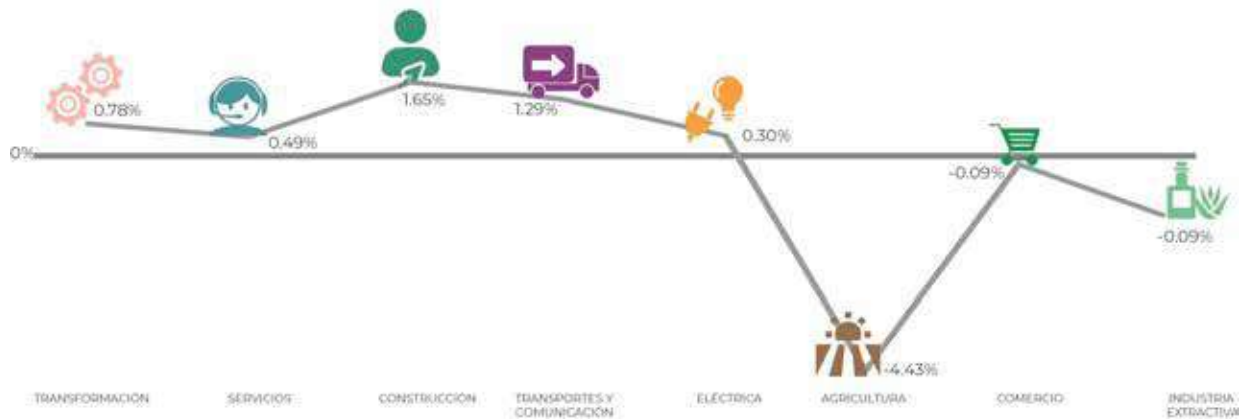 0.78%
0.49%
1.65%
1.29%
0.30%
0%
-0.09%
-0.09%
-4.43%
TRANSFORMACIÓN
SERVICIOS
CONSTRUCCIÓN
TRANSPORTES Y
COMUNICACIÓN
ELÉCTRICA
AGRICULTURA
COMERCIO
INDUSTRIA
EXTRACTIVA